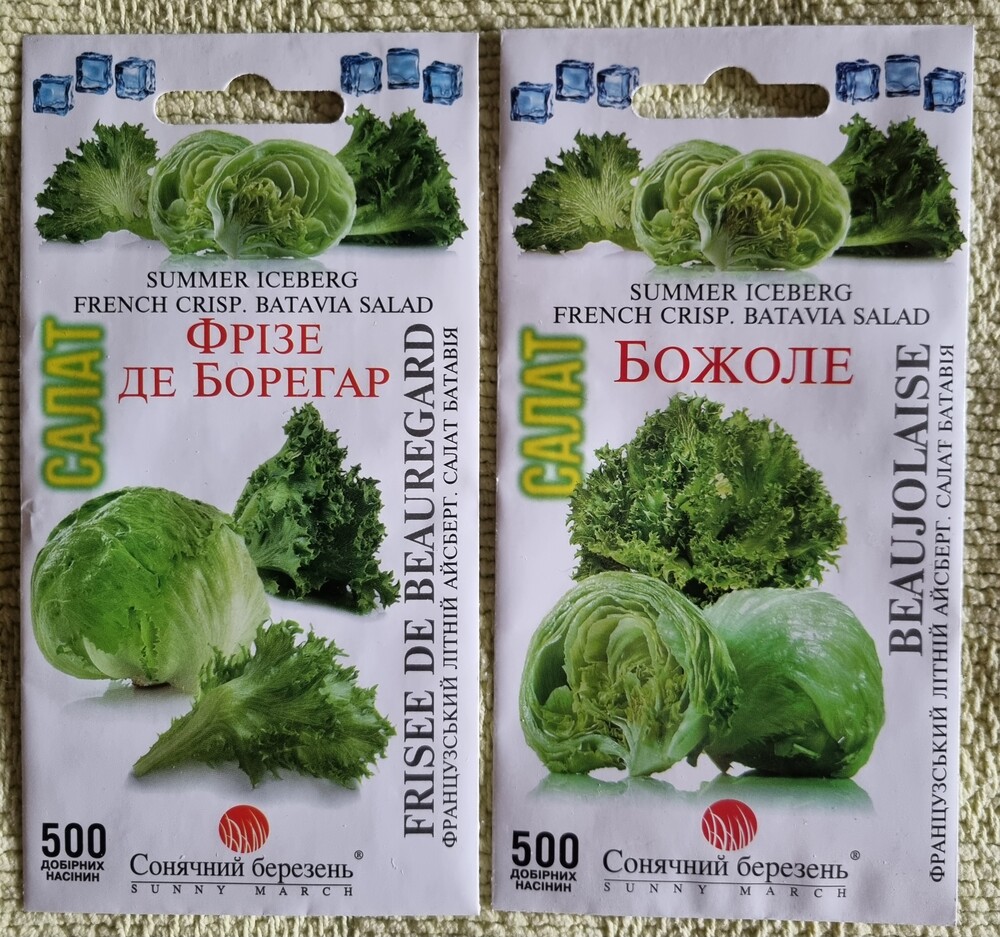 SUMMER ICEBERG
FRENCH CRISP. BATAVIA SALAD
ФРІЗЕ
ДЕ БОРЕГАР
САЛАТ
FRISEE DE BEAUREGARD
ФРАНЦУЗСЬКИЙ ЛІТНІЙ АЙСБЕРГ. САЛАТ БАТАВІЯ
500
ДОБІРНИХ
НАСІНИН
Сонячний березень®
SUNNY MARCH
SUMMER ICEBERG
FRENCH CRISP. BATAVIA SALAD
БОЖОЛЕ
САЛАТ
BEAUJOLAISE
ФРАНЦУЗСЬКИЙ ЛІТНІЙ АЙСБЕРГ. САЛАТ БАТАВІЯ
500
ДОБІРНИХ
НАСІНИН
Сонячний березень®
SUNNY MARCH